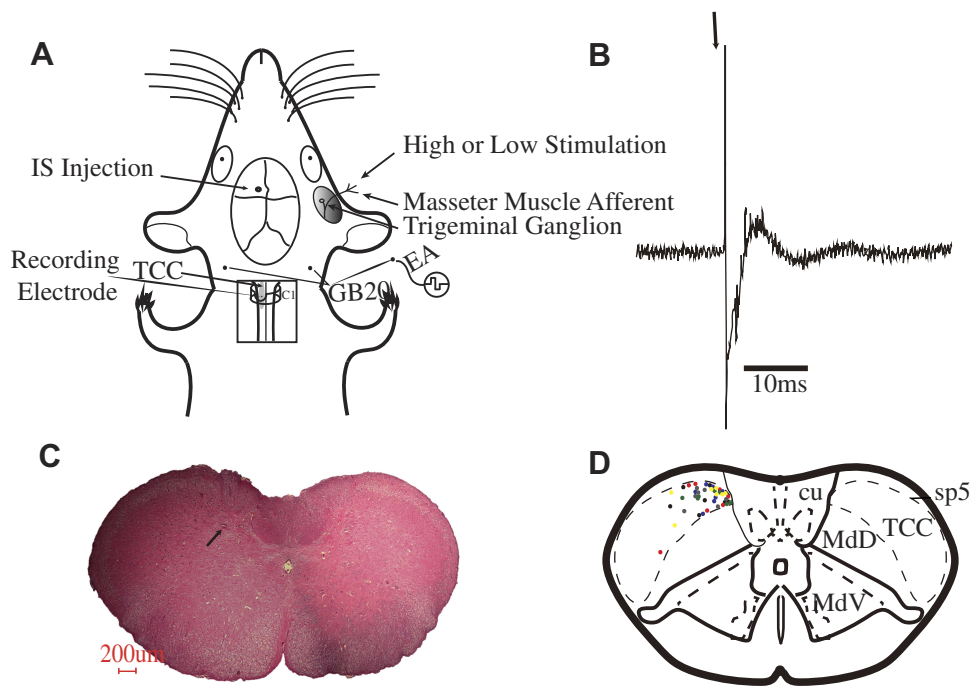 A
IS Injection
High or Low Stimulation
Masseter Muscle Afferent
Trigeminal Ganglion
Recording
Electrode
TCC
EA
GB20
C1
B
10ms
C
200um
D
cu
sp5
TCC
MdD
MdV